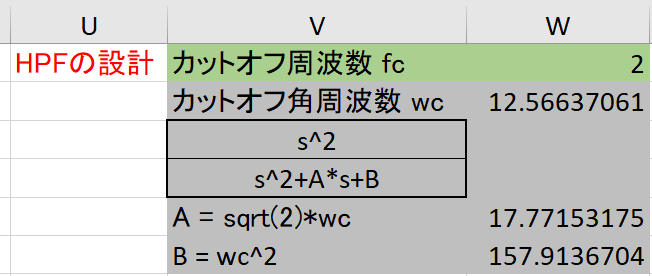 U V W
HPFの設計 カットオフ周波数 fc 2
カットオフ角周波数 wc 12.56637061
s^2
s^2+A*s+B
A = sqrt(2)*wc 17.77153175
B = wc^2 157.9136704